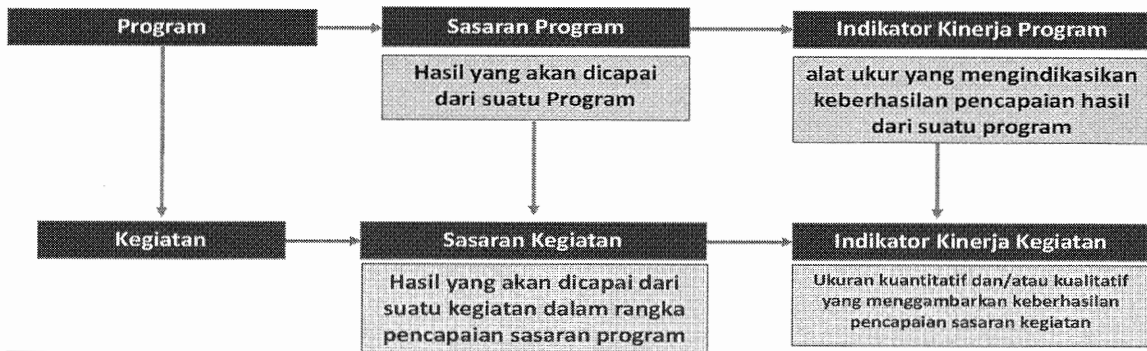 Program
Sasaran Program
Indikator Kinerja Program
Hasil yang akan dicapai
dari suatu Program
alat ukur yang mengindikasikan
keberhasilan pencapaian hasil
dari suatu program
Kegiatan
Sasaran Kegiatan
Indikator Kinerja Kegiatan
Hasil yang akan dicapai dari
suatu kegiatan dalam rangka
pencapaian sasaran program
Ukuran kuantitatif dan/atau kualitatif
yang menggambarkan keberhasilan
pencapaian sasaran kegiatan